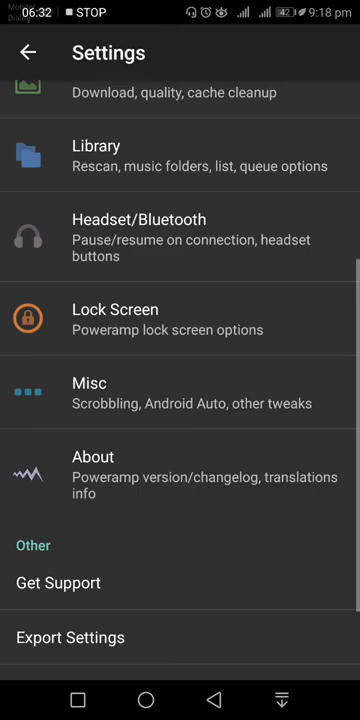 Mobizen
Dialog
06:32 STOP
42
9:18 pm
Settings
Download, quality, cache cleanup
Library
Rescan, music folders, list, queue options
Headset/Bluetooth
Pause/resume on connection, headset
buttons
Lock Screen
Poweramp lock screen options
Misc
Scrobbling, Android Auto, other tweaks
About
Poweramp version/changelog, translations
info
Other
Get Support
Export Settings